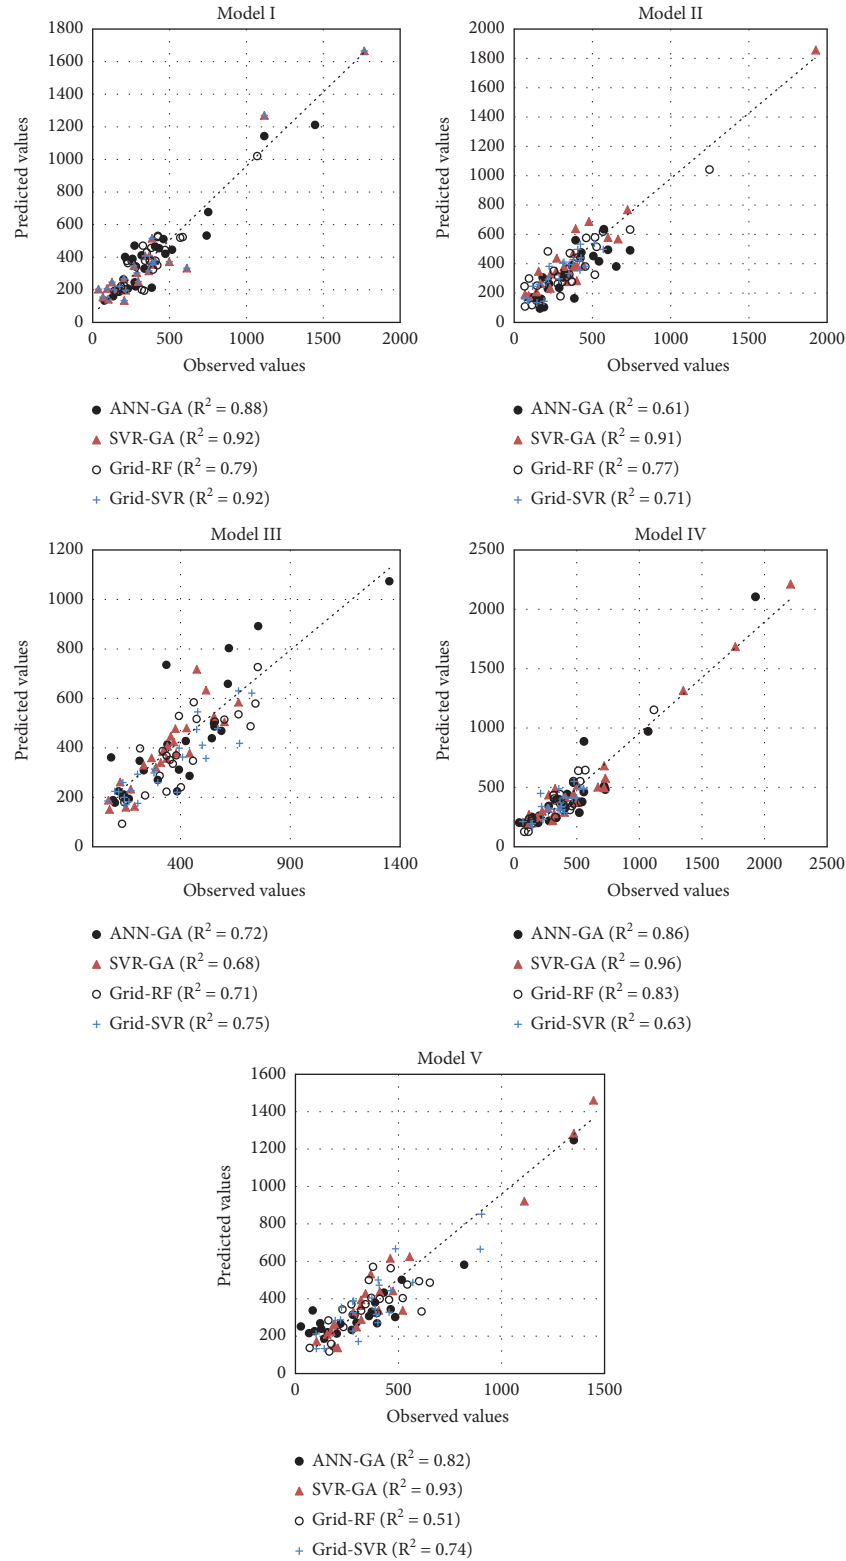 Model I
Model II
1800
1600
1400
1200
1000
800
600
400
200
0
Predicted values
0 500 1000 1500 2000
Observed values
2000
1800
1600
1400
1200
1000
800
600
400
200
0
Predicted values
0 500 1000 1500 2000
Observed values
ANN-GA (R² = 0.88)
SVR-GA (R² = 0.92)
Grid-RF (R² = 0.79)
Grid-SVR (R² = 0.92)
ANN-GA (R² = 0.61)
SVR-GA (R² = 0.91)
Grid-RF (R² = 0.77)
Grid-SVR (R² = 0.71)
Model III
Model IV
1200
1000
800
600
400
200
0
Predicted values
400 900 1400
Observed values
2500
2000
1500
1000
500
0
Predicted values
0 500 1000 1500 2000 2500
Observed values
ANN-GA (R² = 0.72)
SVR-GA (R² = 0.68)
Grid-RF (R² = 0.71)
Grid-SVR (R² = 0.75)
ANN-GA (R² = 0.86)
SVR-GA (R² = 0.96)
Grid-RF (R² = 0.83)
Grid-SVR (R² = 0.63)
Model V
1600
1400
1200
1000
800
600
400
200
0
Predicted values
0 500 1000 1500
Observed values
ANN-GA (R² = 0.82)
SVR-GA (R² = 0.93)
Grid-RF (R² = 0.51)
Grid-SVR (R² = 0.74)